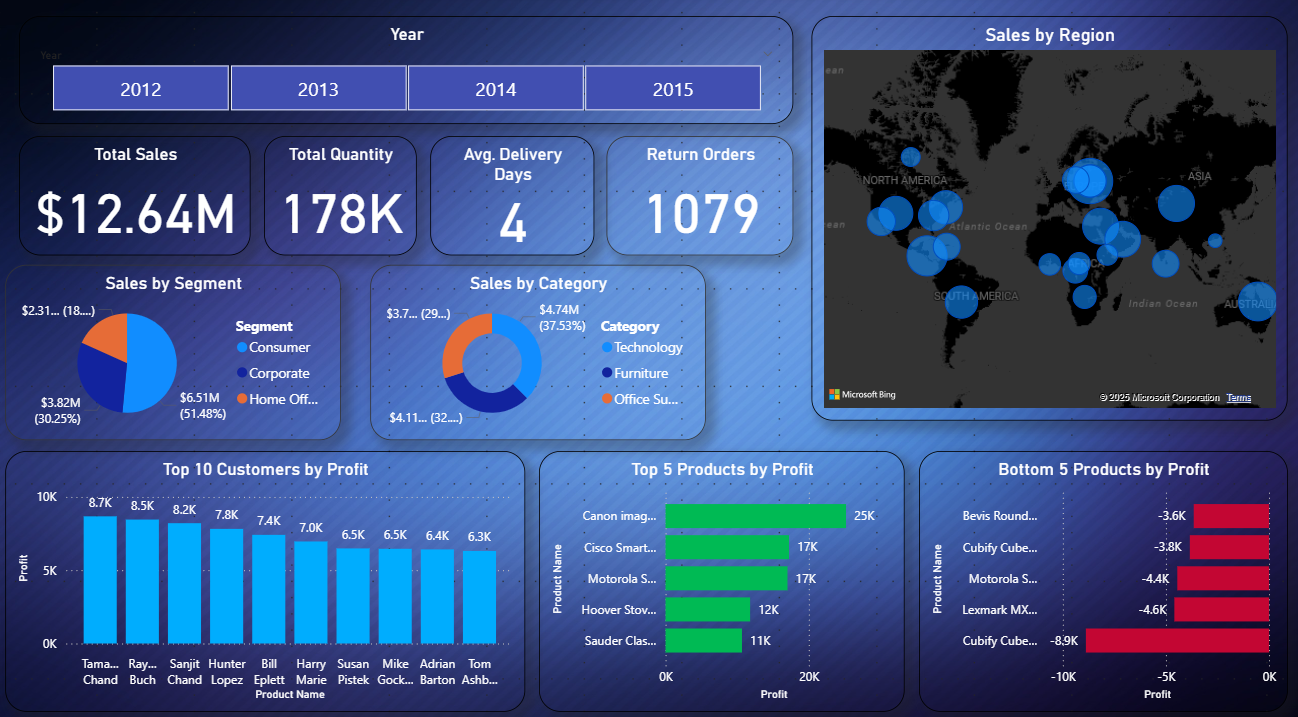 Year
Year
2012
2013
2014
2015
Sales by Region
ean
NORTH AMERICA
ASIA
ean
Atlantic Ocean
AFRICA
SOUTH AMERICA
Indian Ocean
AUSTRALI
Microsoft Bing
© 2025 Microsoft Corporation Terms
Total Sales
$12.64M
Total Quantity
178K
Avg. Delivery
Days
4
Return Orders
1079
Sales by Segment
$2.31... (18....)
$3.82M
(30.25%)
$6.51M
(51.48%)
Segment
Consumer
Corporate
Home Off...
Sales by Category
$3.7... (29...)
$4.74M
(37.53%)
$4.11... (32....)
Category
Technology
Furniture
Office Su...
Top 10 Customers by Profit
Profit
10K
5K
0K
8.7K
8.5K
8.2K
7.8K
7.4K
7.0K
6.5K
6.5K
6.4K
6.3K
Tama...
Chand
Ray...
Buch
Sanjit
Chand
Hunter
Lopez
Bill
Eplett
Harry
Marie
Susan
Pistek
Mike
Gock...
Adrian
Barton
Tom
Ashb...
Product Name
Top 5 Products by Profit
Product Name
Canon imag...
25K
Cisco Smart...
17K
Motorola S...
17K
Hoover Stov...
12K
Sauder Clas...
11K
0K
20K
Profit
Bottom 5 Products by Profit
Product Name
Bevis Round...
-3.6K
Cubify Cube...
-3.8K
Motorola S...
-4.4K
Lexmark MX...
-4.6K
Cubify Cube...
-8.9K
-10K
-5K
0K
Profit